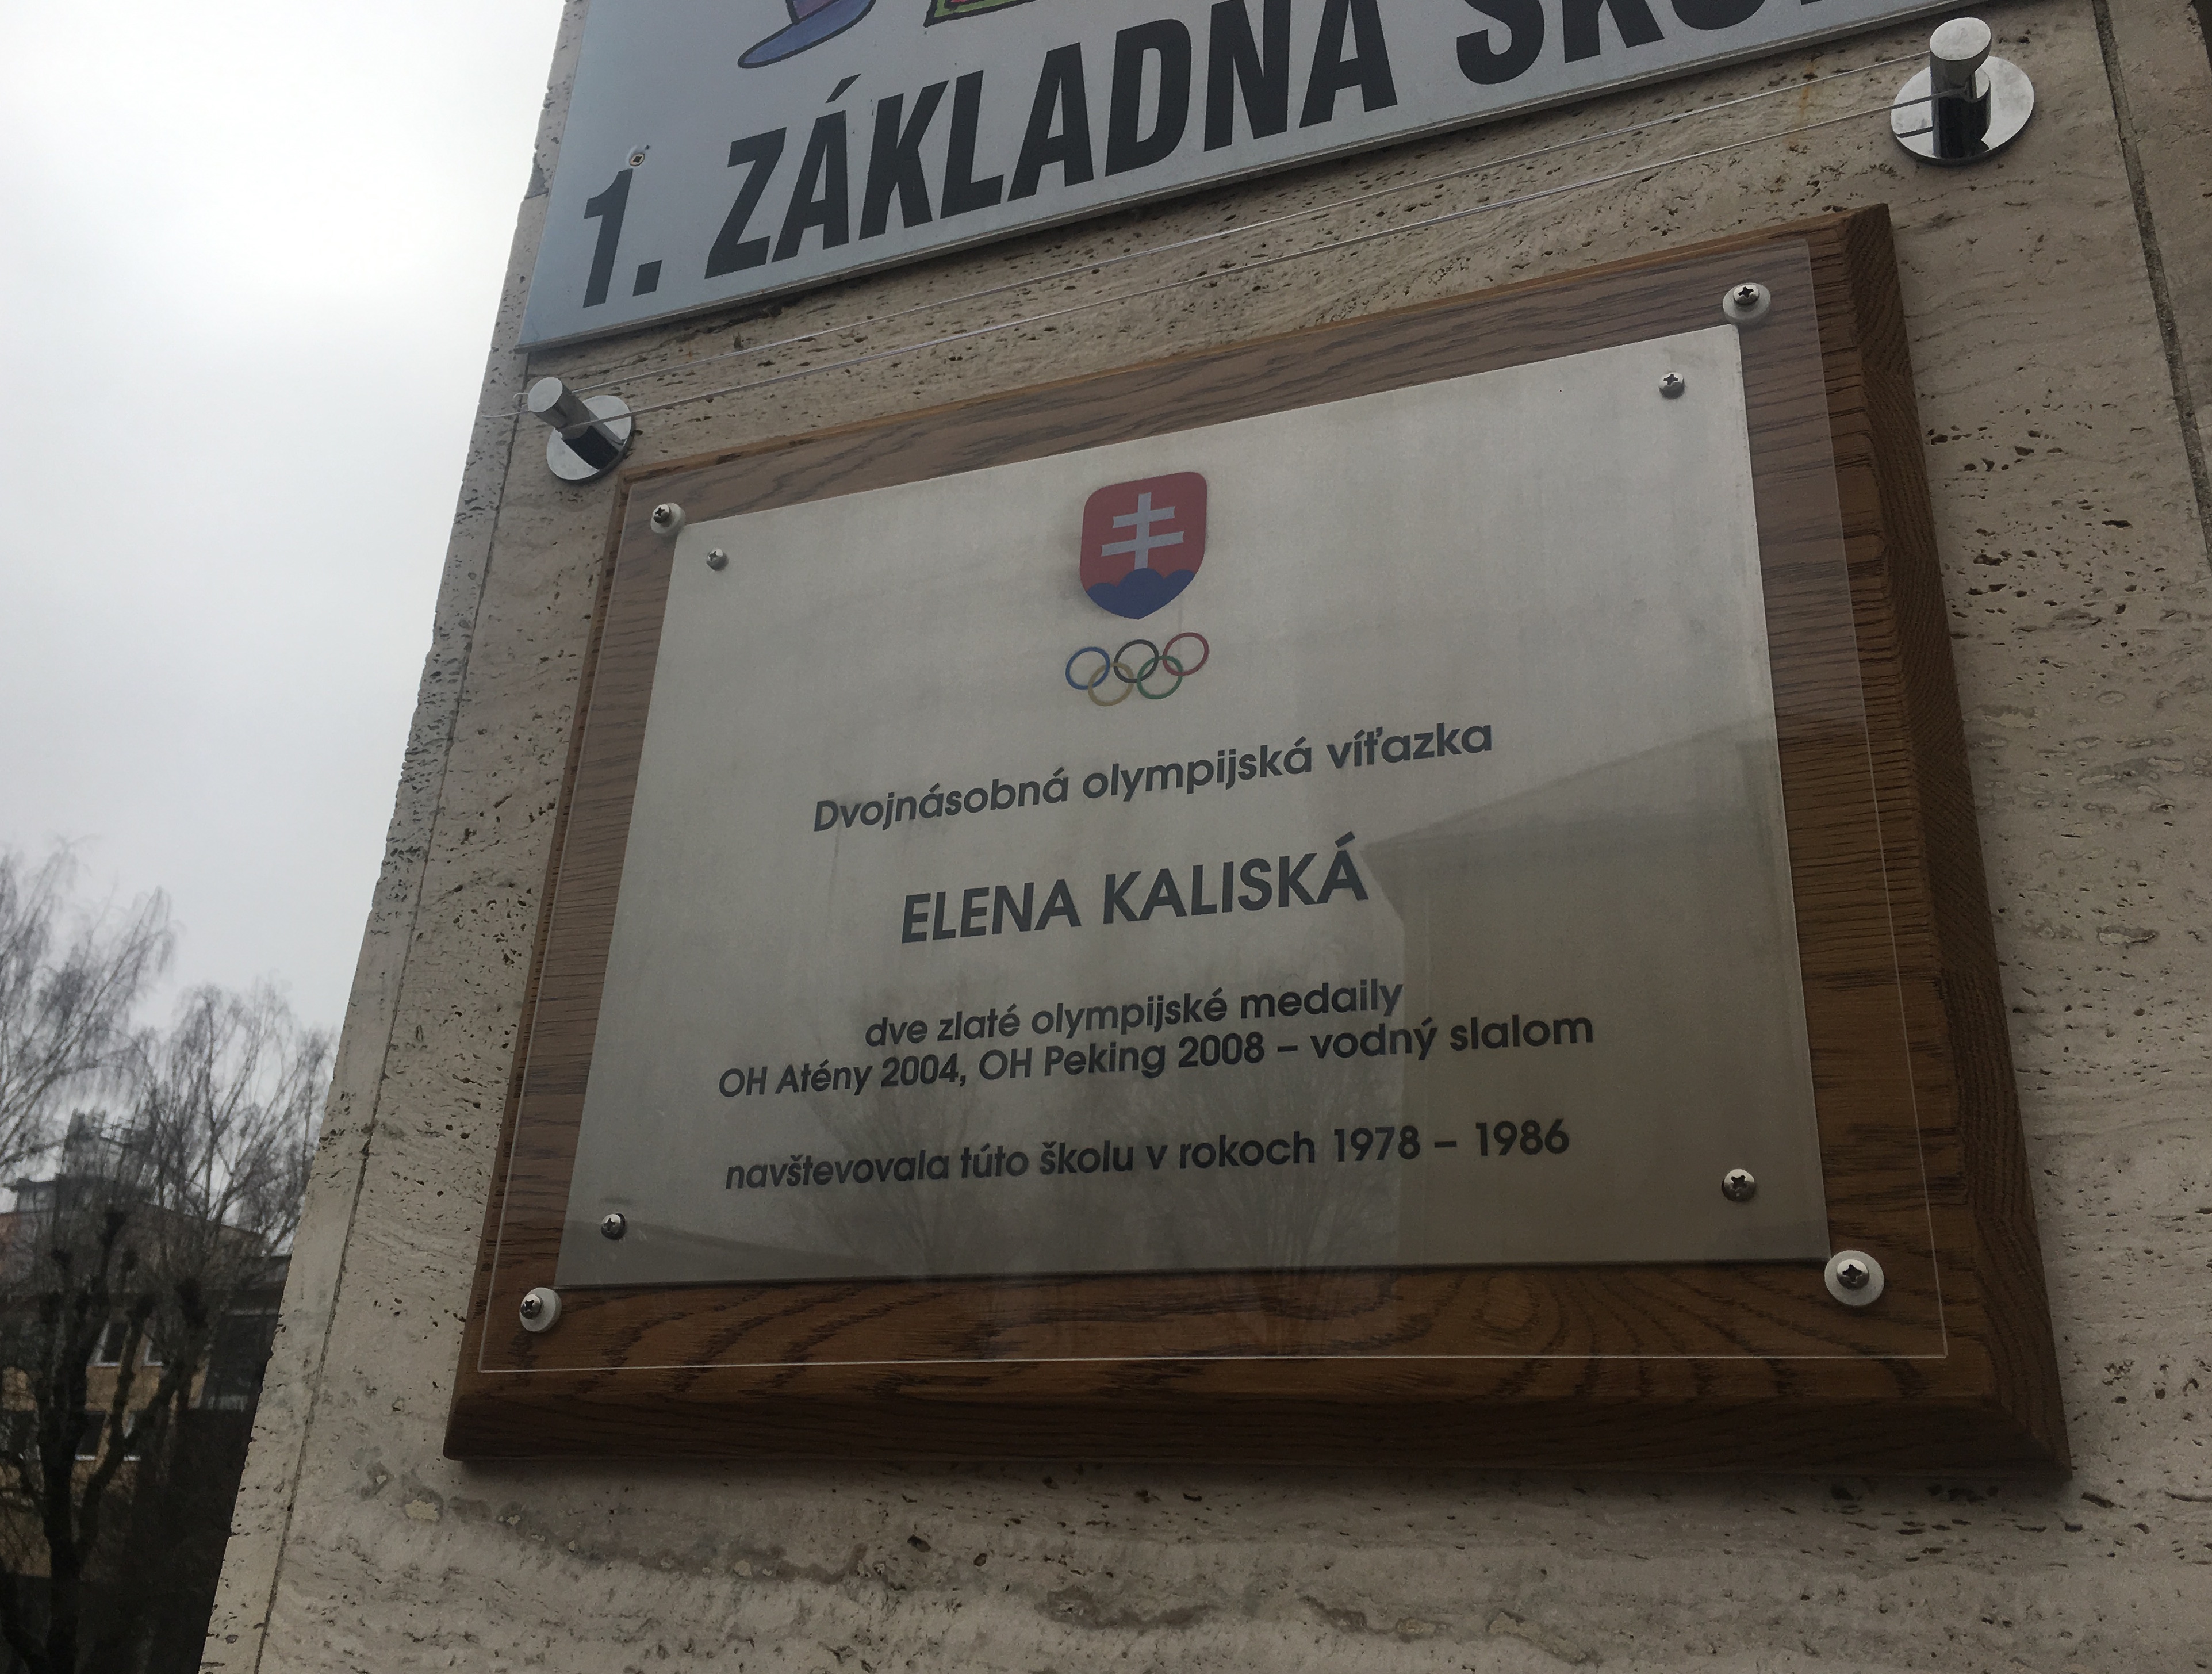 1. ZÁKLADNÁ
Dvojnásobná olympijská víťazka
ELENA KALISKÁ
dve zlaté olympijské medaily
OH Atény 2004, OH Peking 2008 – vodný slalom
navštevovala túto školu v rokoch 1978 – 1986